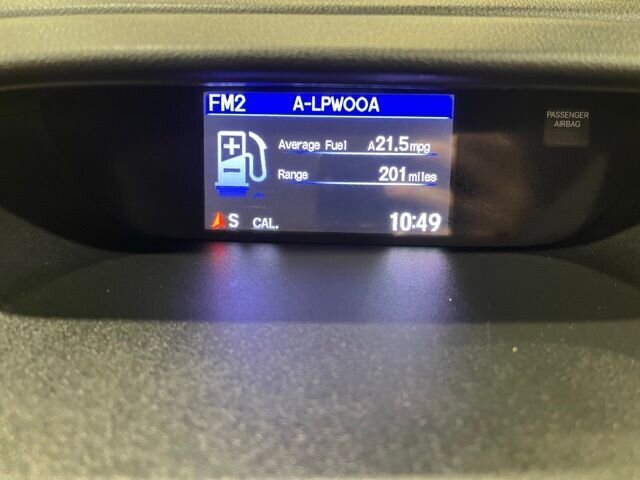 FM2 A-LPWOOA
Average Fuel A21.5mpg
Range 201miles
S CAL. 10:49
PASSENGER
AIRBAG